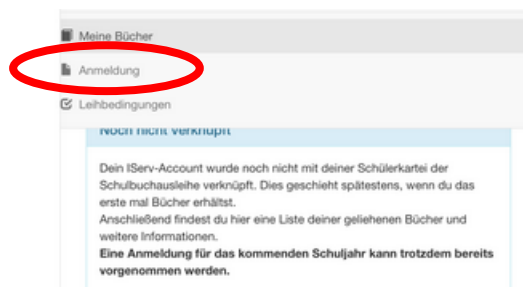 Meine Bücher
Anmeldung
Leihbedingungen
Noch nicht verknüpft
Dein IServ-Account wurde noch nicht mit deiner Schülerkartei der
Schulbuchausleihe verknüpft. Dies geschieht spätestens, wenn du das
erste mal Bücher erhältst.
Anschließend findest du hier eine Liste deiner geliehenen Bücher und
weitere Informationen.
Eine Anmeldung für das kommenden Schuljahr kann trotzdem bereits
vorgenommen werden.